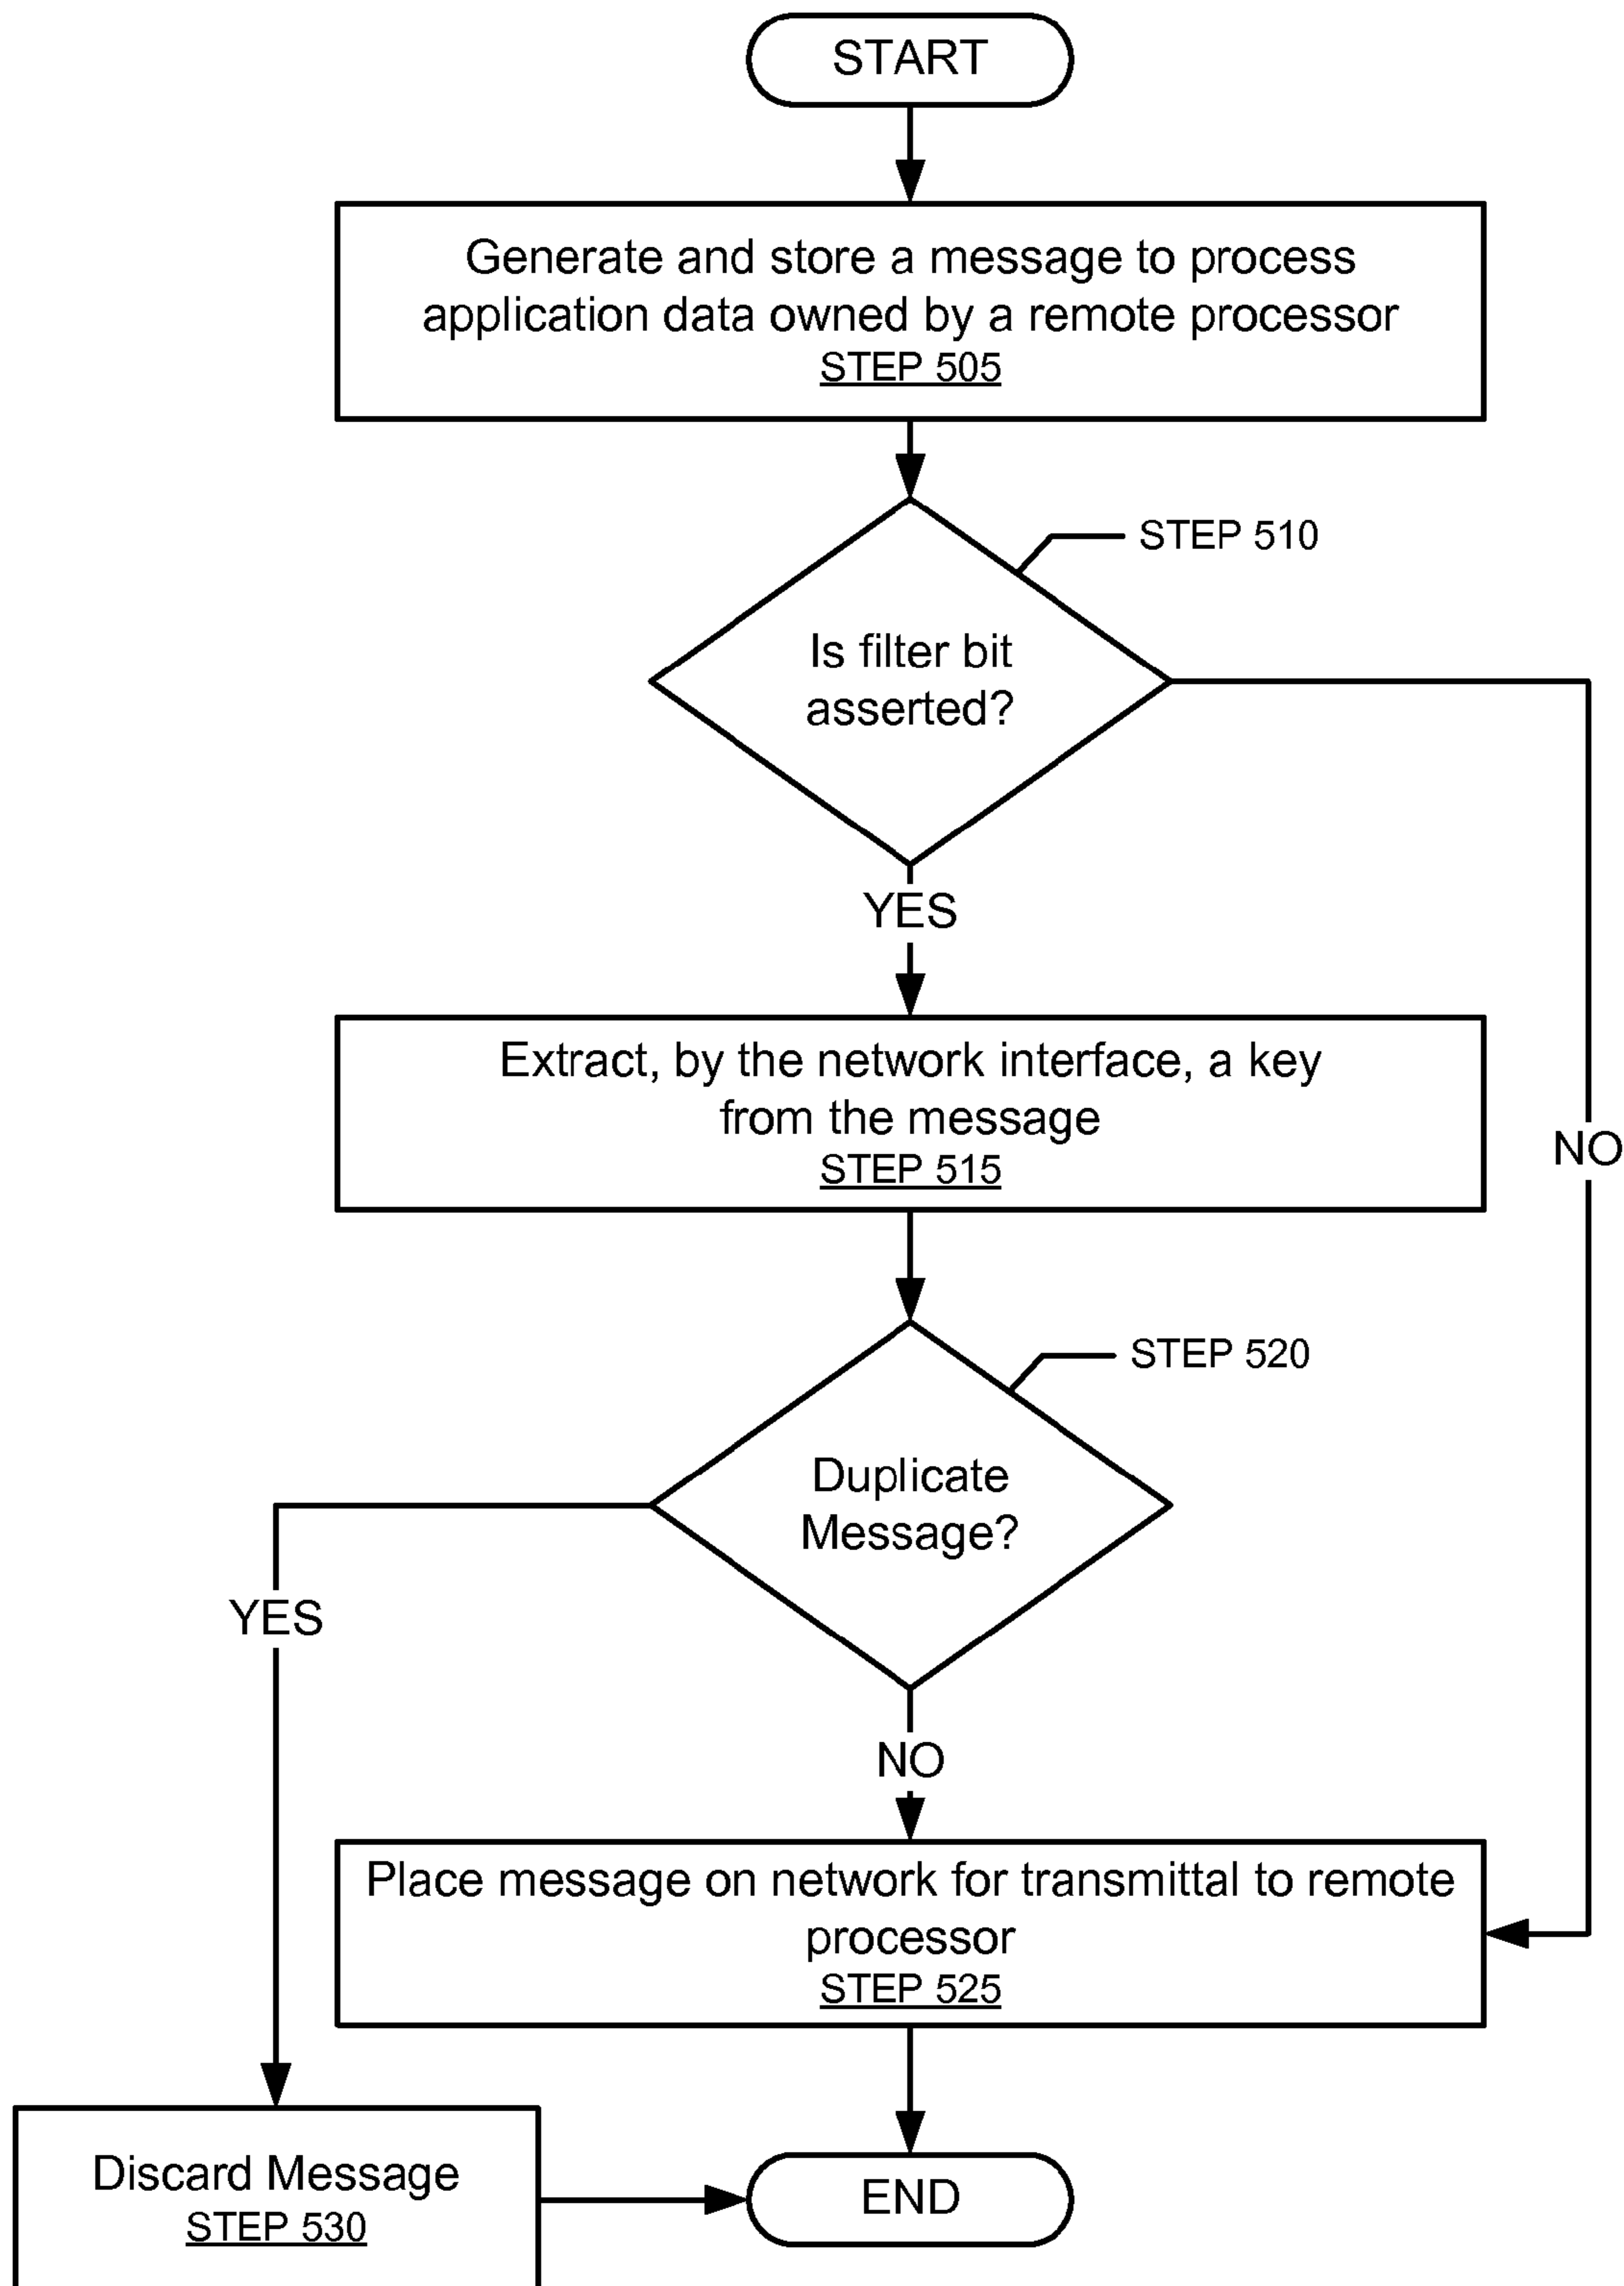 START
Generate and store a message to process
application data owned by a remote processor
STEP 505
STEP 510
Is filter bit
asserted?
YES
Extract, by the network interface, a key
from the message
STEP 515
NO
STEP 520
Duplicate
Message?
YES
NO
Place message on network for transmittal to remote
processor
STEP 525
Discard Message
STEP 530
END